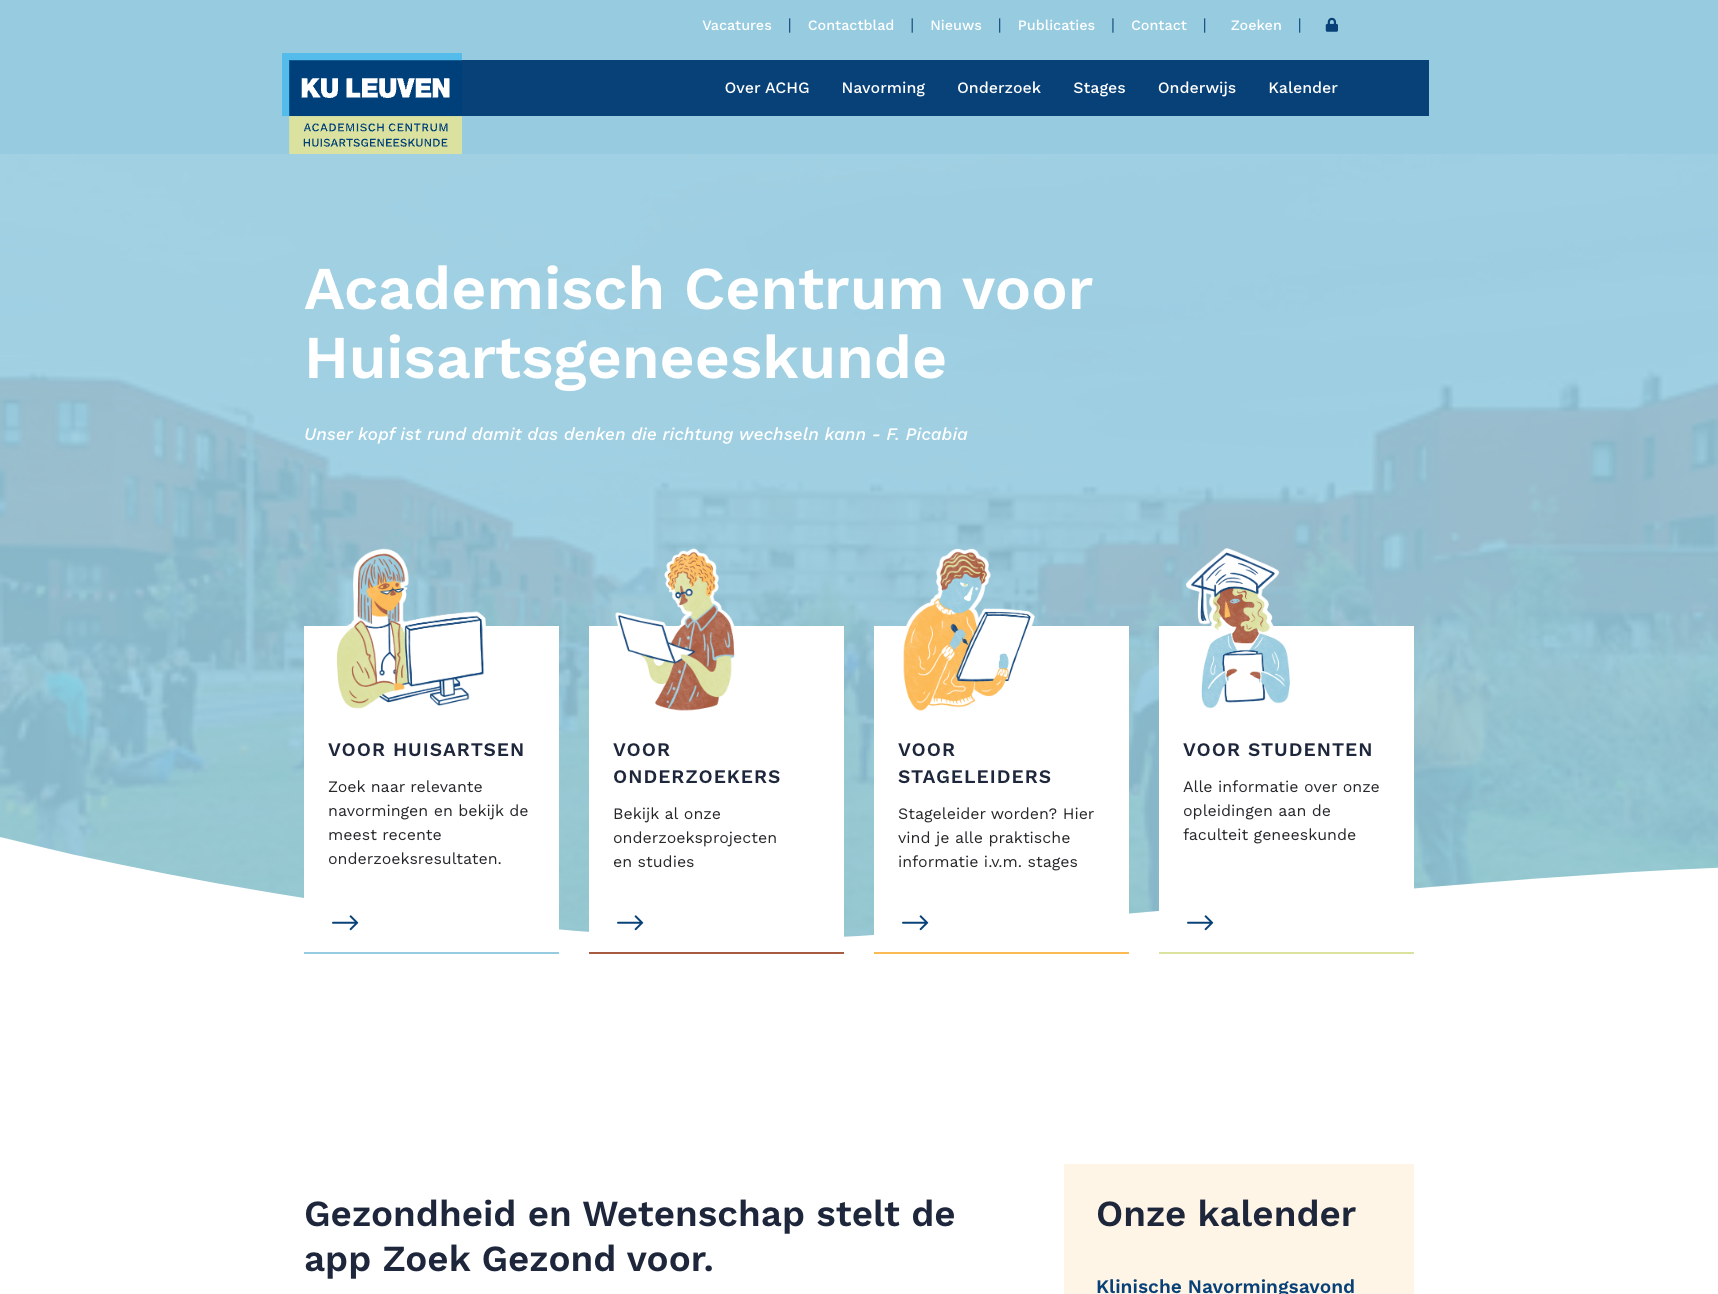 Vacatures | Contactblad | Nieuws | Publicaties | Contact | Zoeken |
KU LEUVEN
Over ACHG Navorming Onderzoek Stages Onderwijs Kalender
ACADEMISCH CENTRUM
HUISARTSGENEESKUNDE
Academisch Centrum voor
Huisartsgeneeskunde
Unser kopf ist rund damit das denken die richtung wechseln kann - F. Picabia
VOOR HUISARTSEN
Zoek naar relevante
navormingen en bekijk de
meest recente
onderzoeksresultaten.
VOOR
ONDERZOEKERS
Bekijk al onze
onderzoeksprojecten
en studies
VOOR
STAGELEIDERS
Stageleider worden? Hier
vind je alle praktische
informatie i.v.m. stages
VOOR STUDENTEN
Alle informatie over onze
opleidingen aan de
faculteit geneeskunde
Gezondheid en Wetenschap stelt de
app Zoek Gezond voor.
Onze kalender
Klinische Navormingsavond